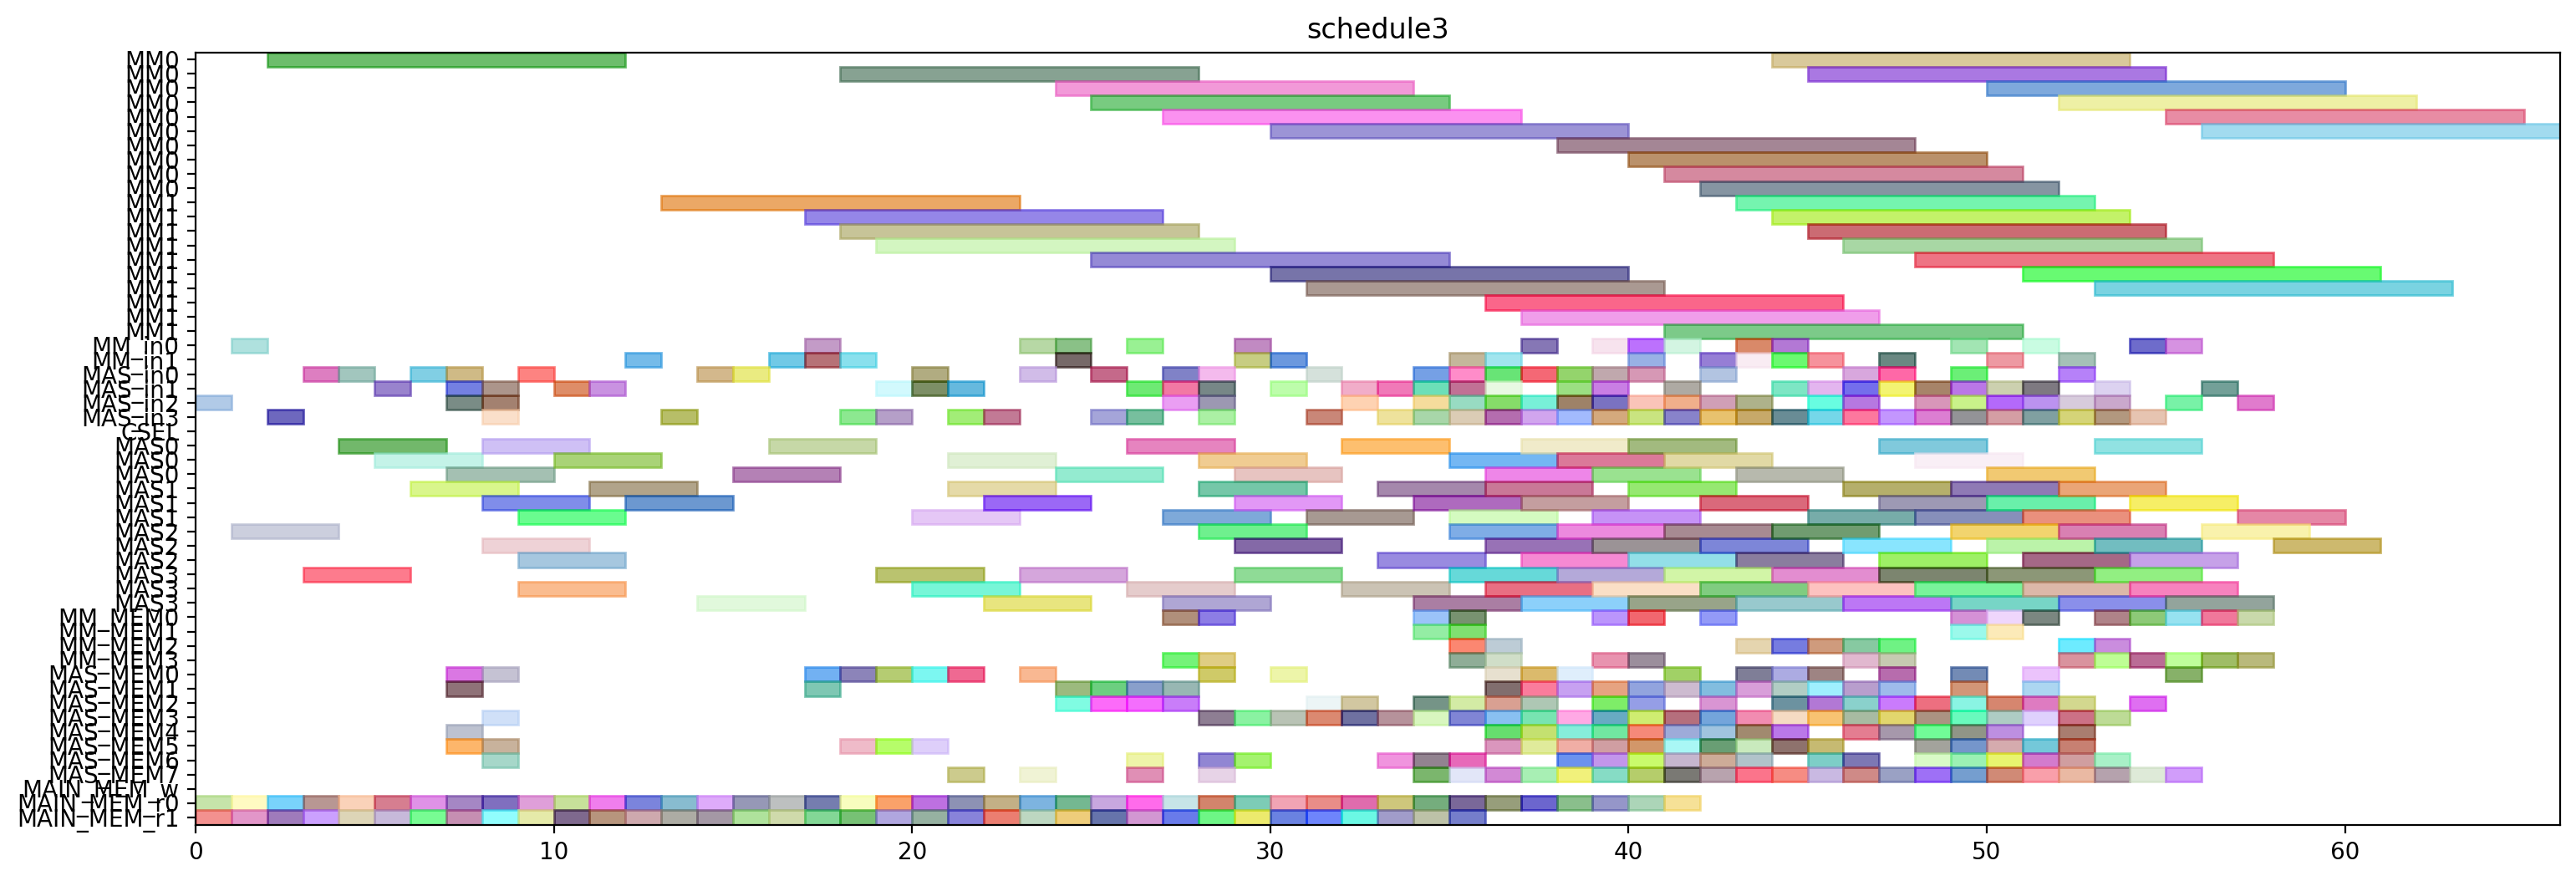 schedule3
MM0
MM0
MM0
MM0
MM0
MM0
MM0
MM0
MM0
MM0
MM1
MM1
MM1
MM1
MM1
MM1
MM1
MM1
MM1
MM1
MM_in0
MM_in1
MAS_in0
MAS_in1
MAS_in2
MAS_in3
CSEL
MAS0
MAS0
MAS0
MAS1
MAS1
MAS1
MAS2
MAS2
MAS2
MAS3
MAS3
MAS3
MM_MEM0
MM_MEM1
MM_MEM2
MM_MEM3
MAS_MEM0
MAS_MEM1
MAS_MEM2
MAS_MEM3
MAS_MEM4
MAS_MEM5
MAS_MEM6
MAS_MEM7
MAIN_MEM_w
MAIN_MEM_r0
MAIN_MEM_r1
0 10 20 30 40 50 60